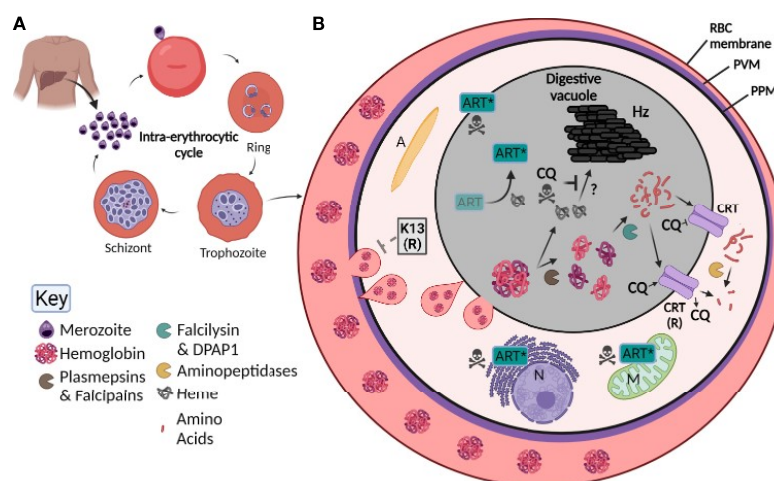 A
Intra-erythrocytic
cycle
Ring
Trophozoite
Schizont
Key
Merozoite
Hemoglobin
Plasmepsins
& Falcipains
Falcilysin
& DPAP1
Aminopeptidases
Heme
Amino
Acids
B
RBC
membrane
PVM
PPM
Digestive
vacuole
Hz
A
ART*
ART*
ART
CQ
?
K13
(R)
CQ
CRT
CQ
CRT
(R)
CQ
ART*
N
ART*
M